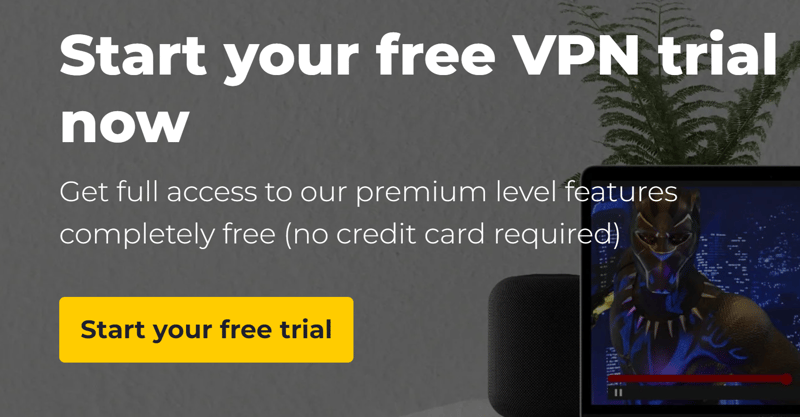 Start your free VPN trial
now
Get full access to our premium level features
completely free (no credit card required)
Start your free trial